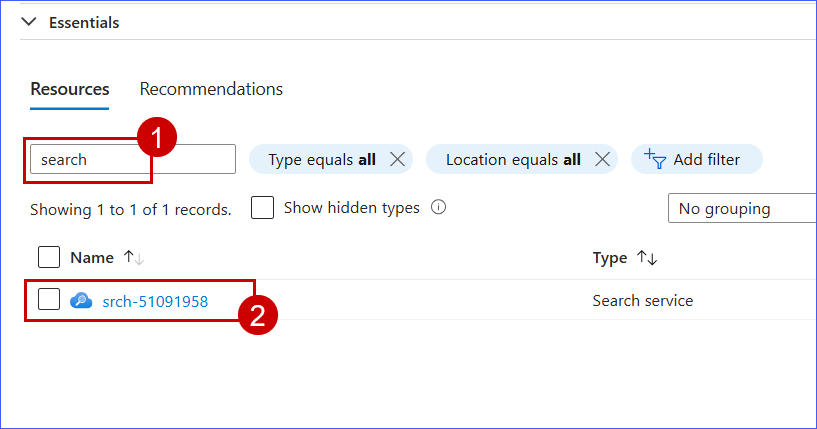 Essentials
Resources Recommendations
1
search Type equals all Location equals all Add filter
Showing 1 to 1 of 1 records. Show hidden types No grouping
Name Type
srch-51091958 Search service
2